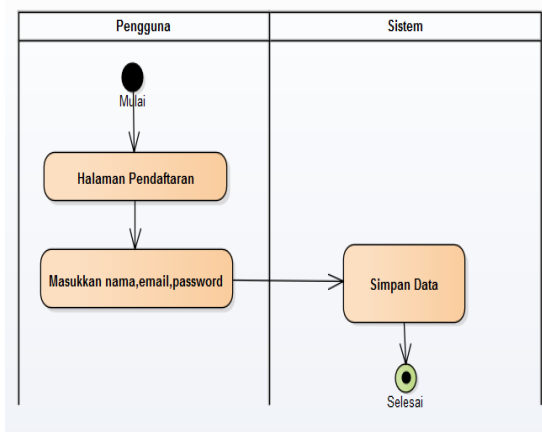 Pengguna
Sistem
Mulai
Halaman Pendaftaran
Masukkan nama,email,password
Simpan Data
Selesai